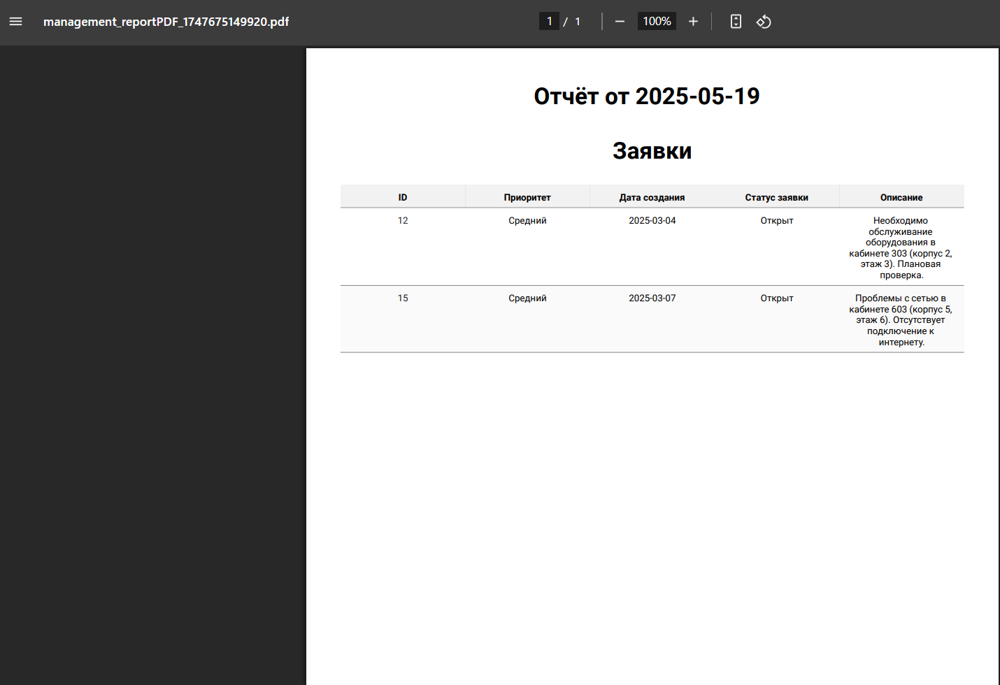 management_reportPDF_1747675149920.pdf
1 / 1
100%
Отчёт от 2025-05-19
Заявки
ID Приоритет Дата создания Статус заявки Описание
12 Средний 2025-03-04 Открыт Необходимо
обслуживание
оборудования в
кабинете 303 (корпус 2,
этаж 3). Плановая
проверка.
15 Средний 2025-03-07 Открыт Проблемы с сетью в
кабинете 603 (корпус 5,
этаж 6). Отсутствует
подключение к
интернету.